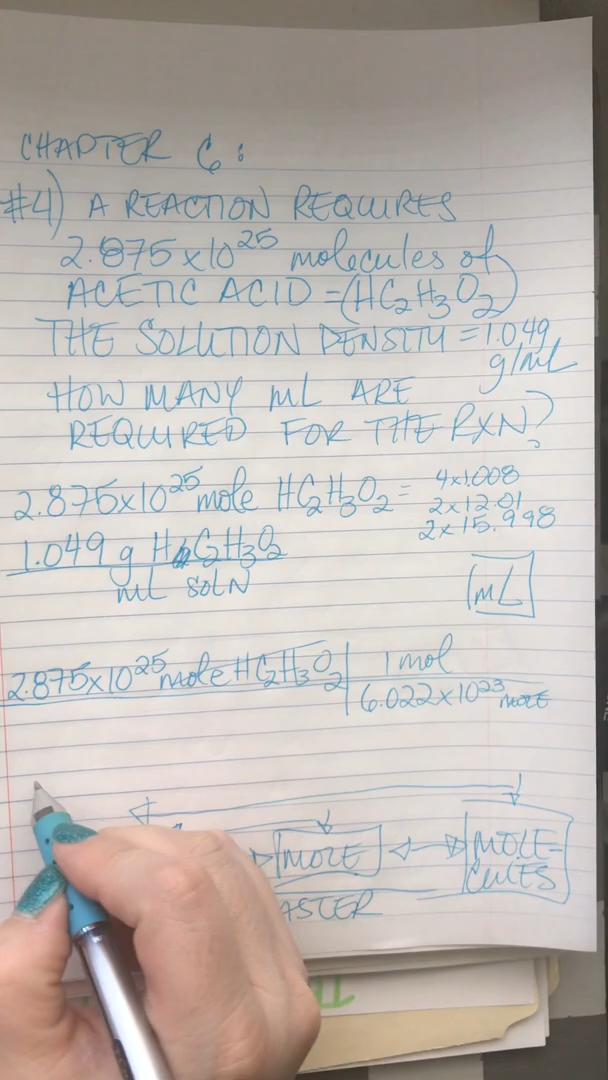 CHAPTER 6:
#4) A REACTION REQUIRES
2.875x10^25 molecules of
ACETIC ACID = (HC2H3O2)
THE SOLUTION DENSITY = 1.049 g/mL
HOW MANY mL ARE
REQUIRED FOR THE RXN?
2.875x10^25 mole HC2H3O2 = 4x1.008
2x12.01
2x15.998
1.049 g HC2H3O2
mL SOLN
mL
2.875x10^25 mole HC2H3O2 | 1 mol
6.022x10^23 mole
MOLE
MOLE-
CULES
ASTER